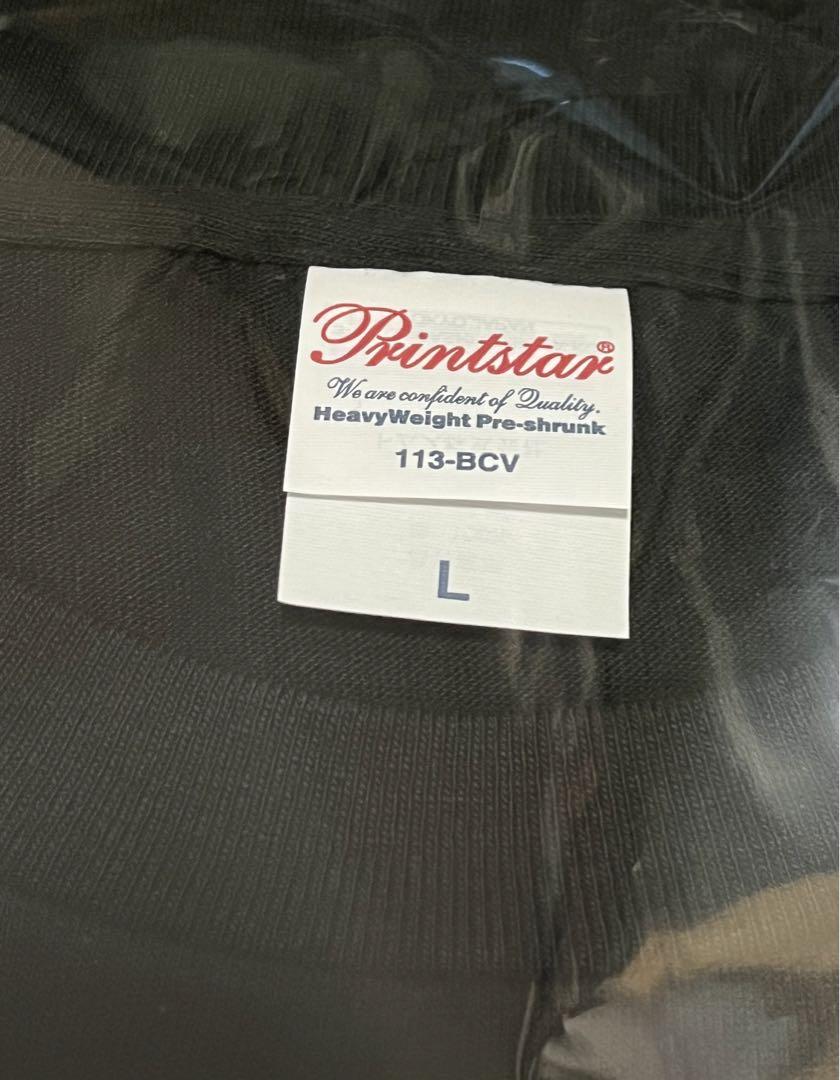 Printstar®
We are confident of Quality.
HeavyWeight Pre-shrunk
113-BCV
L